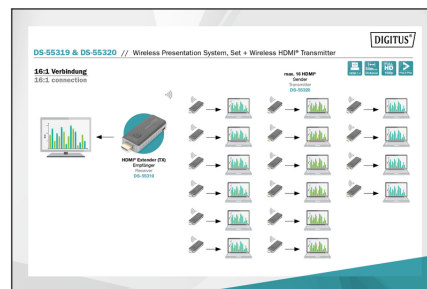 DIGITUS®
DS-55319 & DS-55320 // Wireless Presentation System, Set + Wireless HDMI® Transmitter
16:1 Verbindung
16:1 connection
max. 16 HDMI®
Sender
Transmitter
DS-55320
HDMI® Extender (TX)
Empfänger
Receiver
DS-55319